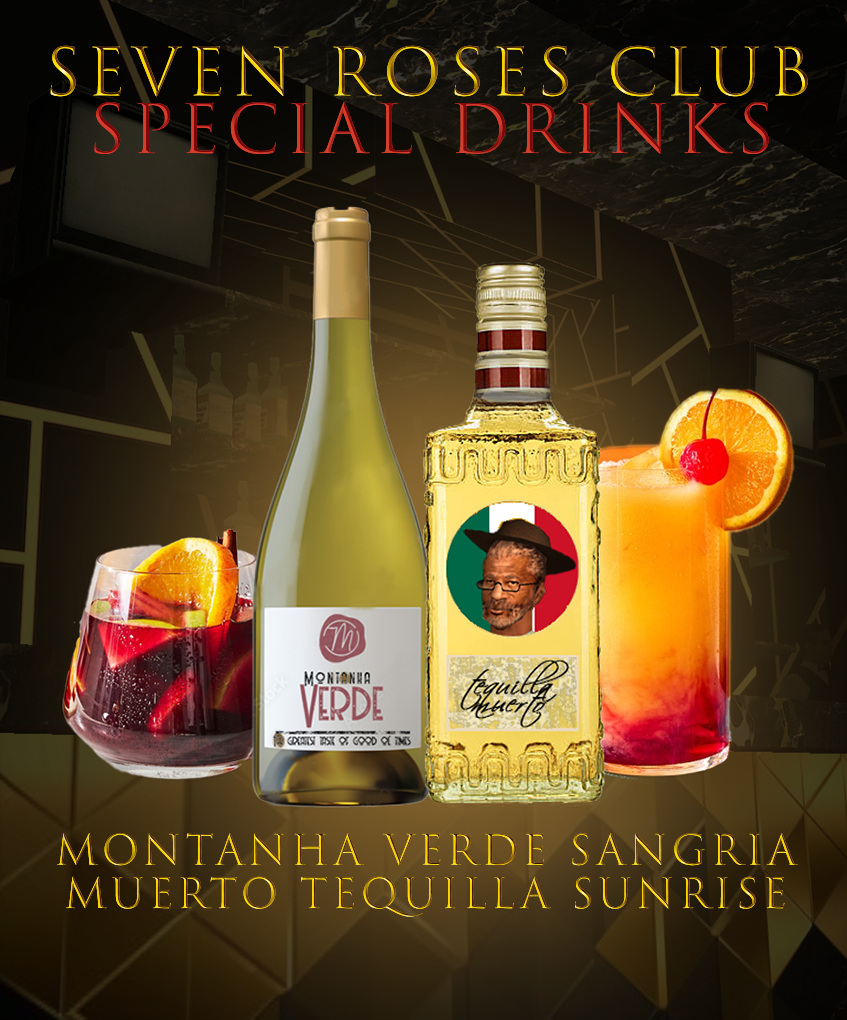 SEVEN ROSES CLUB
SPECIAL DRINKS
M
MONTANHA
VERDE
GREATEST TASTE OF GOOD OL TIMES
tequilla
muerto
MONTANHA VERDE SANGRIA
MUERTO TEQUILLA SUNRISE